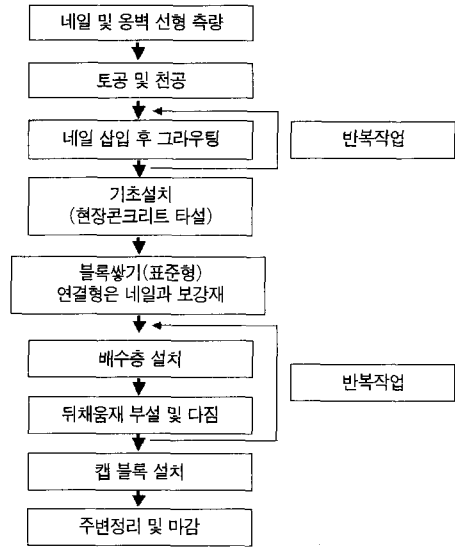 네일 및 옹벽 선형 측량
토공 및 천공
네일 삽입 후 그라우팅
반복작업
기초설치
(현장콘크리트 타설)
블록쌓기(표준형)
연결형은 네일과 보강재
배수층 설치
반복작업
뒤채움재 부설 및 다짐
캡 블록 설치
주변정리 및 마감